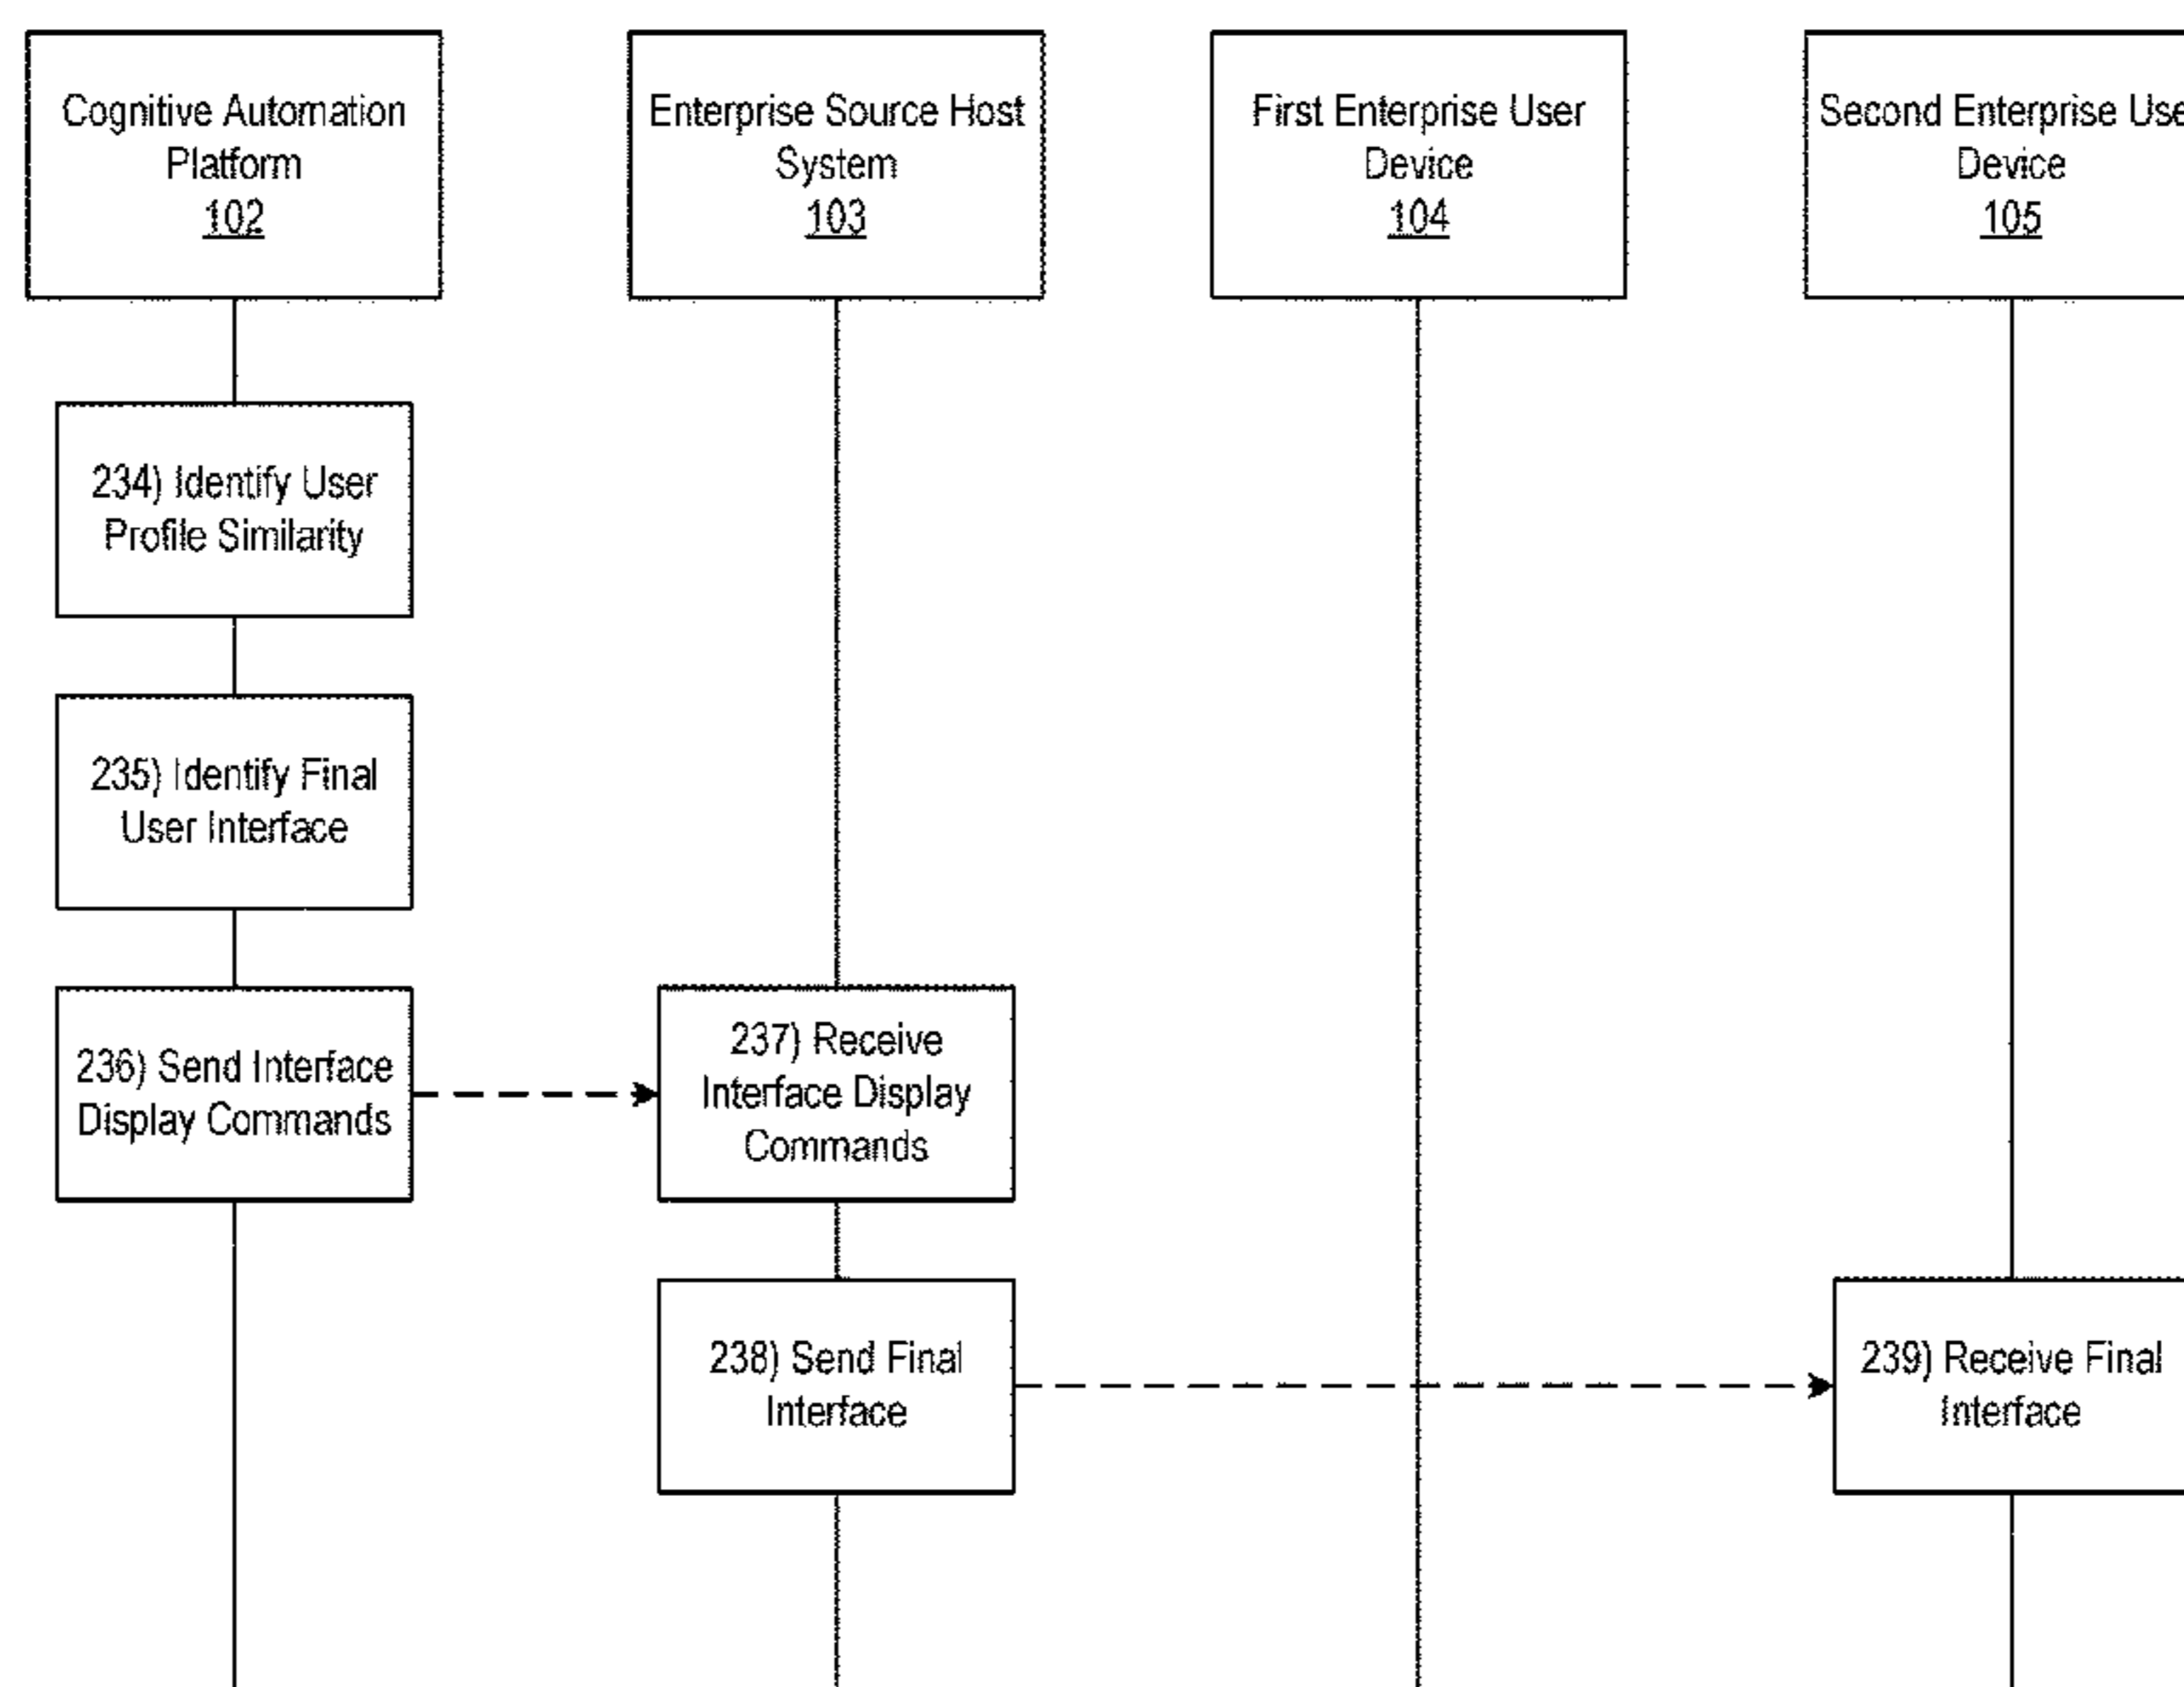 Cognitive Automation
Platform
102
Enterprise Source Host
System
103
First Enterprise User
Device
104
Second Enterprise Use
Device
105
234) Identify User
Profile Similarity
235) Identify Final
User Interface
236) Send Interface
Display Commands
237) Receive
Interface Display
Commands
238) Send Final
Interface
239) Receive Final
Interface